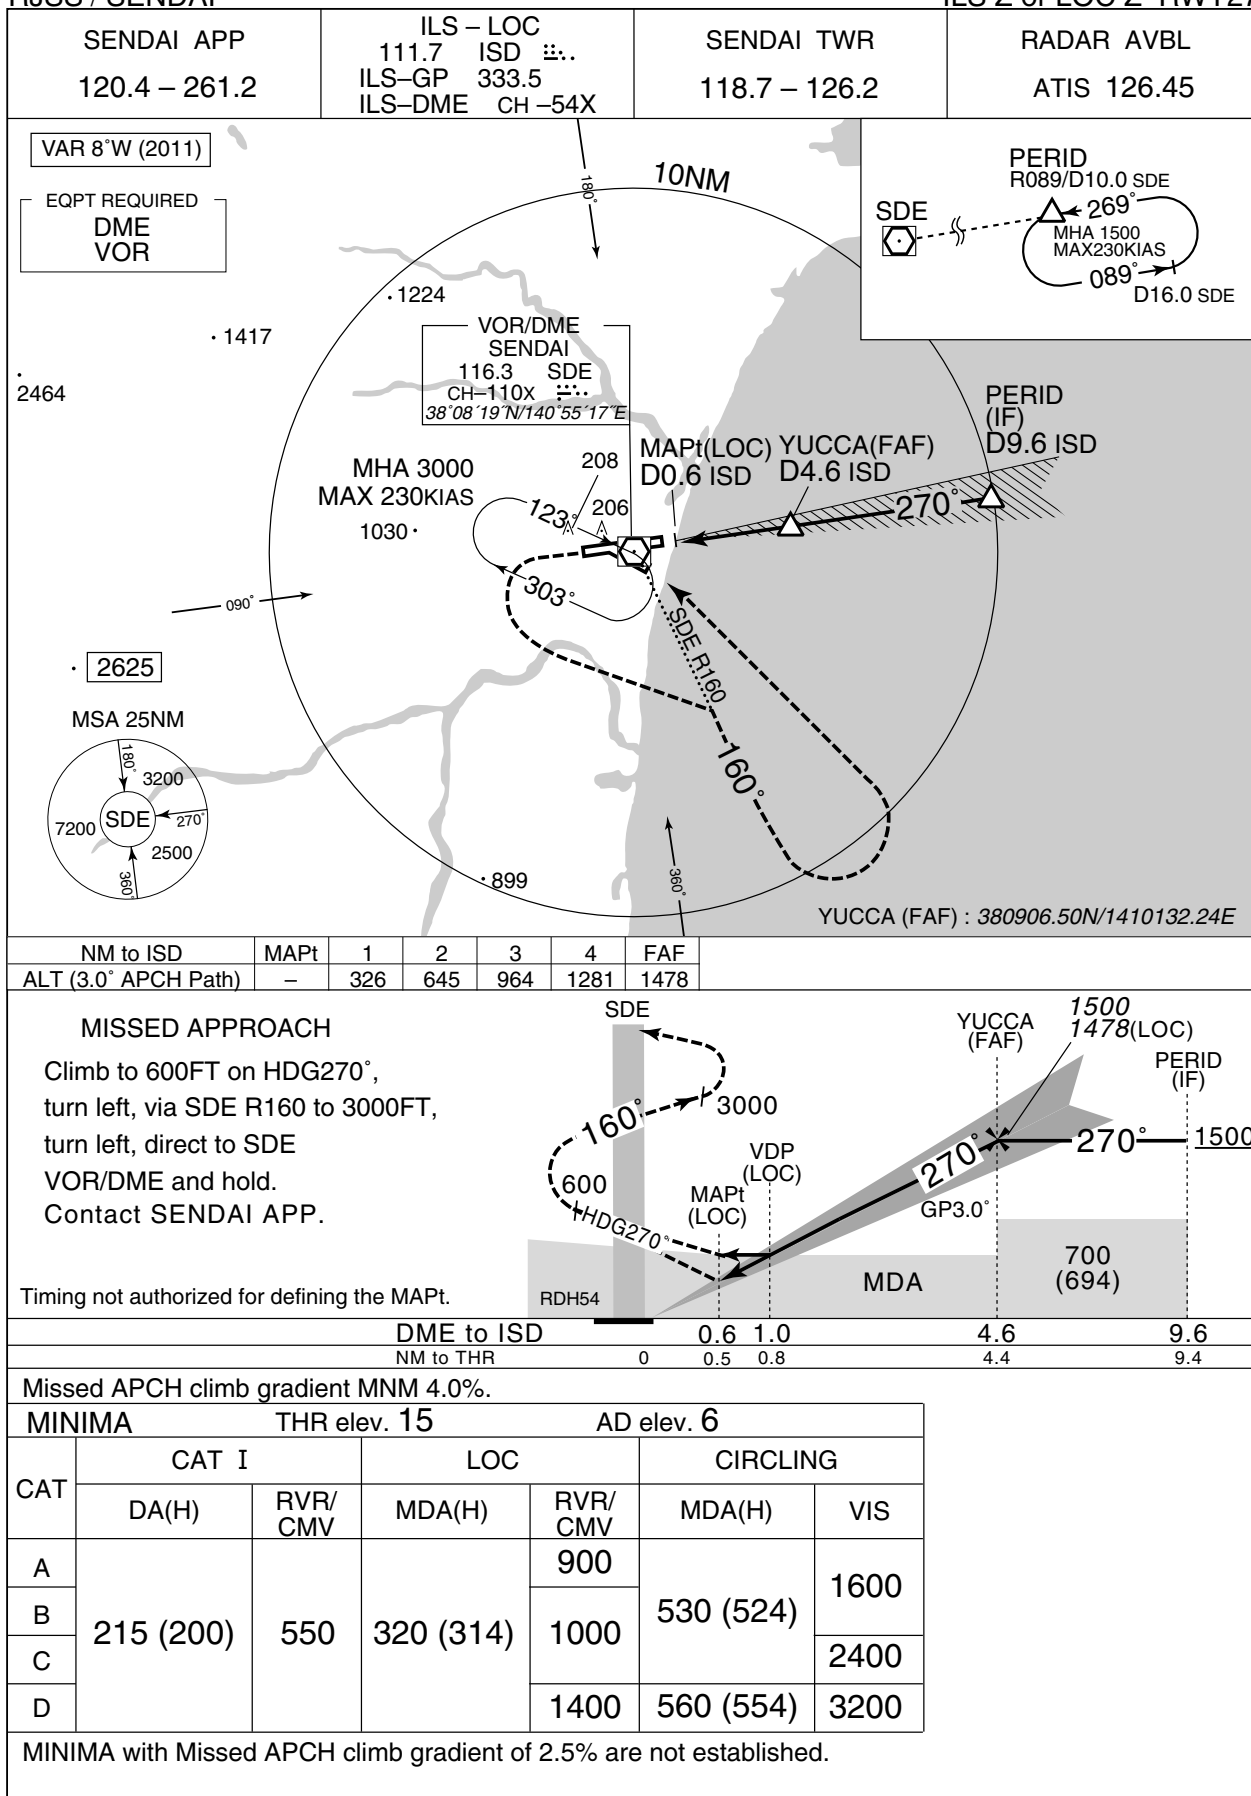 RJSS / SENDAI
ILS Z or LOC Z RWY27
SENDAI APP
120.4 – 261.2
ILS – LOC
111.7 ISD
ILS–GP 333.5
ILS–DME CH –54X
SENDAI TWR
118.7 – 126.2
RADAR AVBL
ATIS 126.45
VAR 8°W (2011)
EQPT REQUIRED
DME
VOR
10NM
180°
PERID
R089/D10.0 SDE
SDE
269°
MHA 1500
MAX230KIAS
089°
D16.0 SDE
1224
1417
2464
VOR/DME
SENDAI
116.3 SDE
CH–110X
38°08′19″N/140°55′17″E
PERID
(IF)
D9.6 ISD
MAPt(LOC)
D0.6 ISD
YUCCA(FAF)
D4.6 ISD
270°
MHA 3000
MAX 230KIAS
208
206
1030
123°
303°
090°
SDE R160
160°
2625
MSA 25NM
180°
3200
7200
SDE
270°
2500
360°
899
360°
YUCCA (FAF) : 380906.50N/1410132.24E
NM to ISD MAPt 1 2 3 4 FAF
ALT (3.0° APCH Path) – 326 645 964 1281 1478
MISSED APPROACH
Climb to 600FT on HDG270°,
turn left, via SDE R160 to 3000FT,
turn left, direct to SDE
VOR/DME and hold.
Contact SENDAI APP.
Timing not authorized for defining the MAPt.
SDE
160°
3000
600
HDG270°
RDH54
MAPt
(LOC)
VDP
(LOC)
YUCCA
(FAF)
1500
1478(LOC)
PERID
(IF)
270°
GP3.0°
270°
1500
MDA
700
(694)
DME to ISD 0.6 1.0 4.6 9.6
NM to THR 0 0.5 0.8 4.4 9.4
Missed APCH climb gradient MNM 4.0%.
MINIMA THR elev. 15 AD elev. 6
CAT CAT I LOC CIRCLING
DA(H) RVR/CMV MDA(H) RVR/CMV MDA(H) VIS
A 215 (200) 550 320 (314) 900 530 (524) 1600
B 1000
C 2400
D 1400 560 (554) 3200
MINIMA with Missed APCH climb gradient of 2.5% are not established.